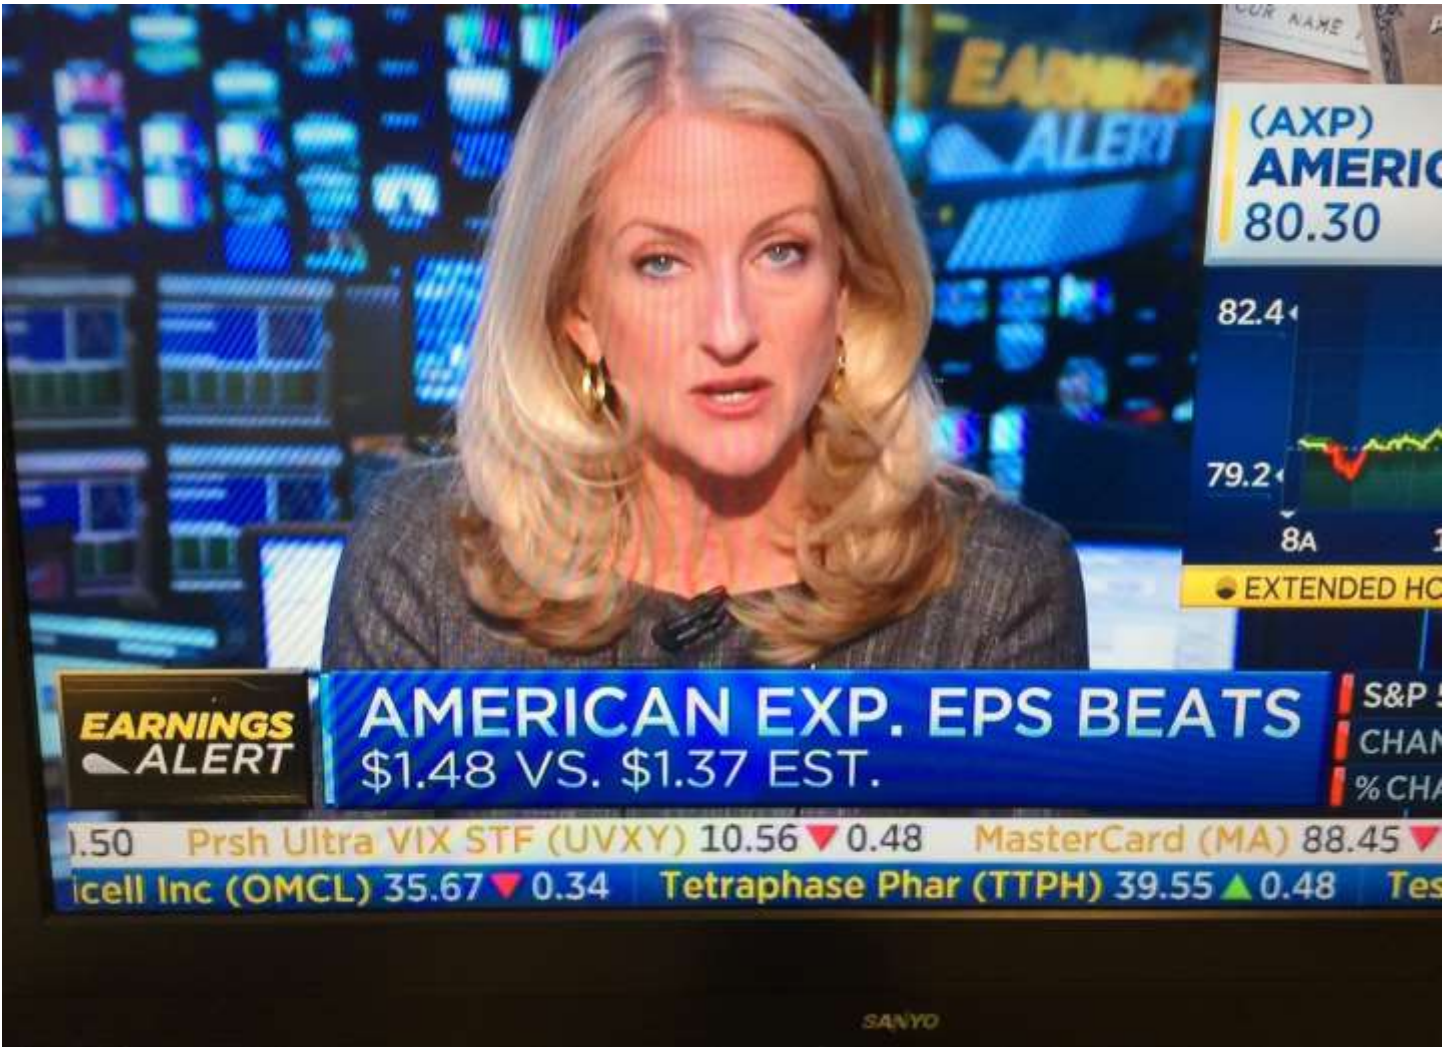 OUR NAME
EARNINGS
ALERT
(AXP)
AMERIC
80.30
82.4
79.2
8A
EXTENDED HO
EARNINGS
ALERT
AMERICAN EXP. EPS BEATS
$1.48 VS. $1.37 EST.
S&P
CHAN
% CHA
.50 Prsh Ultra VIX STF (UVXY) 10.56 ▼ 0.48 MasterCard (MA) 88.45 ▼
icell Inc (OMCL) 35.67 ▼ 0.34 Tetraphase Phar (TTPH) 39.55 ▲ 0.48 Tes
SANYO